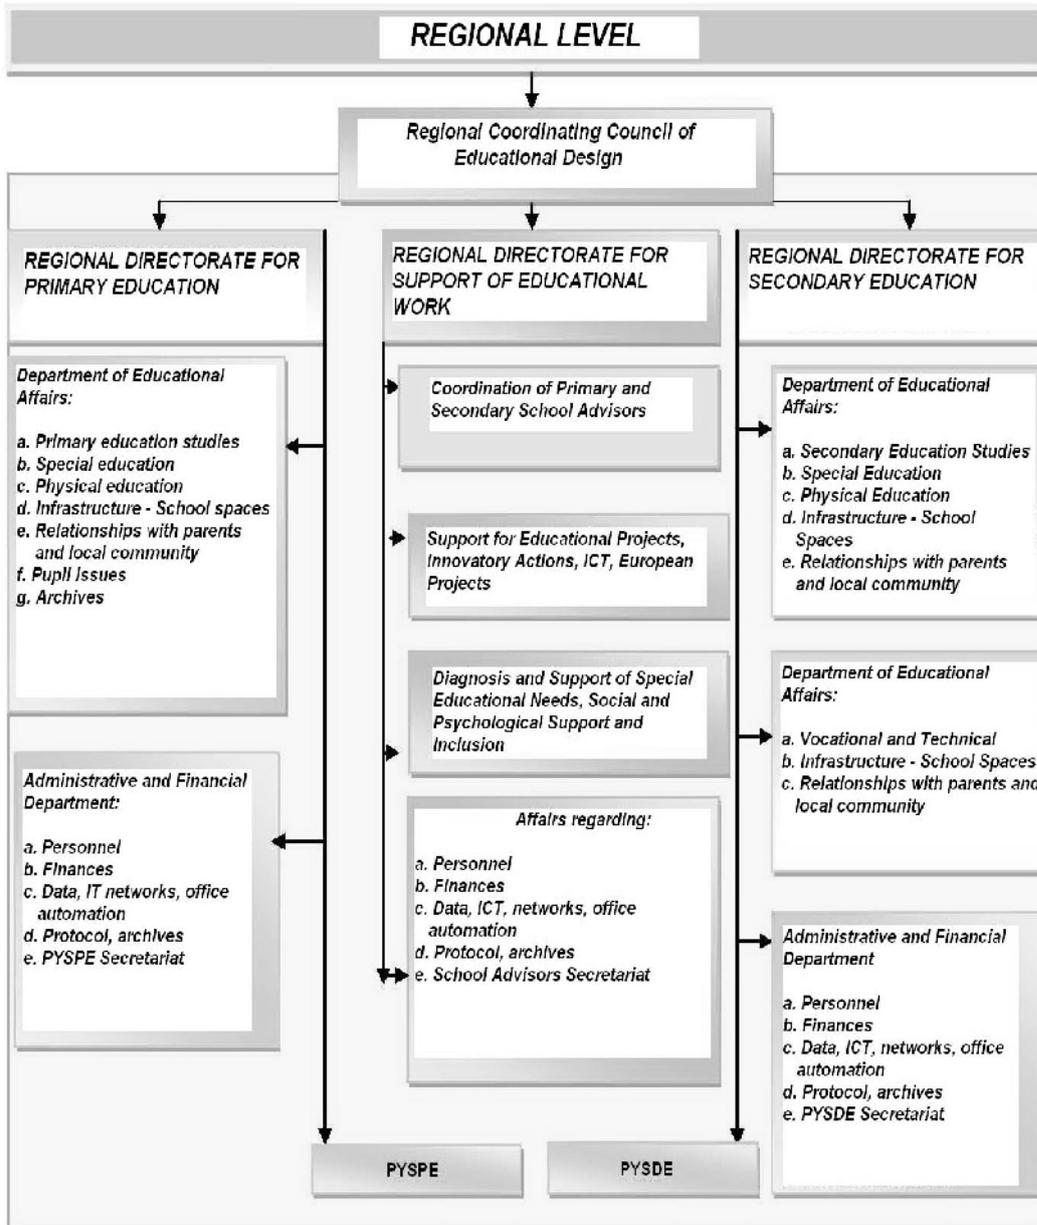 REGIONAL LEVEL
Regional Coordinating Council of
Educational Design
REGIONAL DIRECTORATE FOR
PRIMARY EDUCATION
REGIONAL DIRECTORATE FOR
SUPPORT OF EDUCATIONAL
WORK
REGIONAL DIRECTORATE FOR
SECONDARY EDUCATION
Department of Educational
Affairs:
a. Primary education studies
b. Special education
c. Physical education
d. Infrastructure - School spaces
e. Relationships with parents
and local community
f. Pupil issues
g. Archives
Administrative and Financial
Department:
a. Personnel
b. Finances
c. Data, IT networks, office
automation
d. Protocol, archives
e. PYSPE Secretariat
Coordination of Primary and
Secondary School Advisors
Support for Educational Projects,
Innovatory Actions, ICT, European
Projects
Diagnosis and Support of Special
Educational Needs, Social and
Psychological Support and
Inclusion
Affairs regarding:
a. Personnel
b. Finances
c. Data, ICT, networks, office
automation
d. Protocol, archives
e. School Advisors Secretariat
Department of Educational
Affairs:
a. Secondary Education Studies
b. Special Education
c. Physical Education
d. Infrastructure - School
Spaces
e. Relationships with parents
and local community
Department of Educational
Affairs:
a. Vocational and Technical
b. Infrastructure - School Spaces
c. Relationships with parents and
local community
Administrative and Financial
Department
a. Personnel
b. Finances
c. Data, ICT, networks, office
automation
d. Protocol, archives
e. PYSDE Secretariat
PYSPE
PYSDE